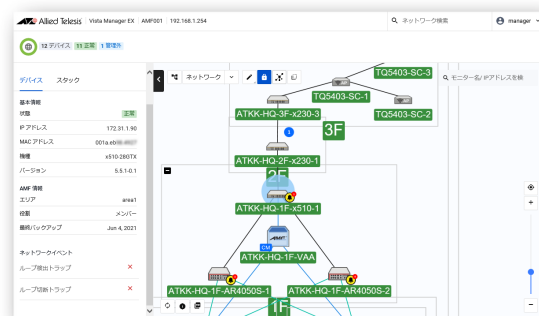 Allied Telesis | Vista Manager EX | AMF001 | 192.168.1.254
ネットワーク検索
manager
12 デバイス 11 正常 1 管理外
デバイス スタック
ネットワーク
モニター名/ IPアドレスを検
基本情報
状態 正常
IP アドレス 172.31.1.90
MAC アドレス 001a.eb
機種 x510-28GTX
バージョン 5.5.1-0.1
AMF 情報
エリア area1
役割 メンバー
最終バックアップ Jun 4, 2021
ネットワークイベント
ループ検出トラップ ×
ループ切断トラップ ×
TQ5403-SC-3
TQ5403-SC-1
ATKK-HQ-3F-x230-3
TQ5403-SC-2
3F
ATKK-HQ-2F-x230-1
2F
ATKK-HQ-1F-x510-1
AMF
CM
ATKK-HQ-1F-VAA
ATKK-HQ-1F-AR4050S-1
ATKK-HQ-1F-AR4050S-2
1F